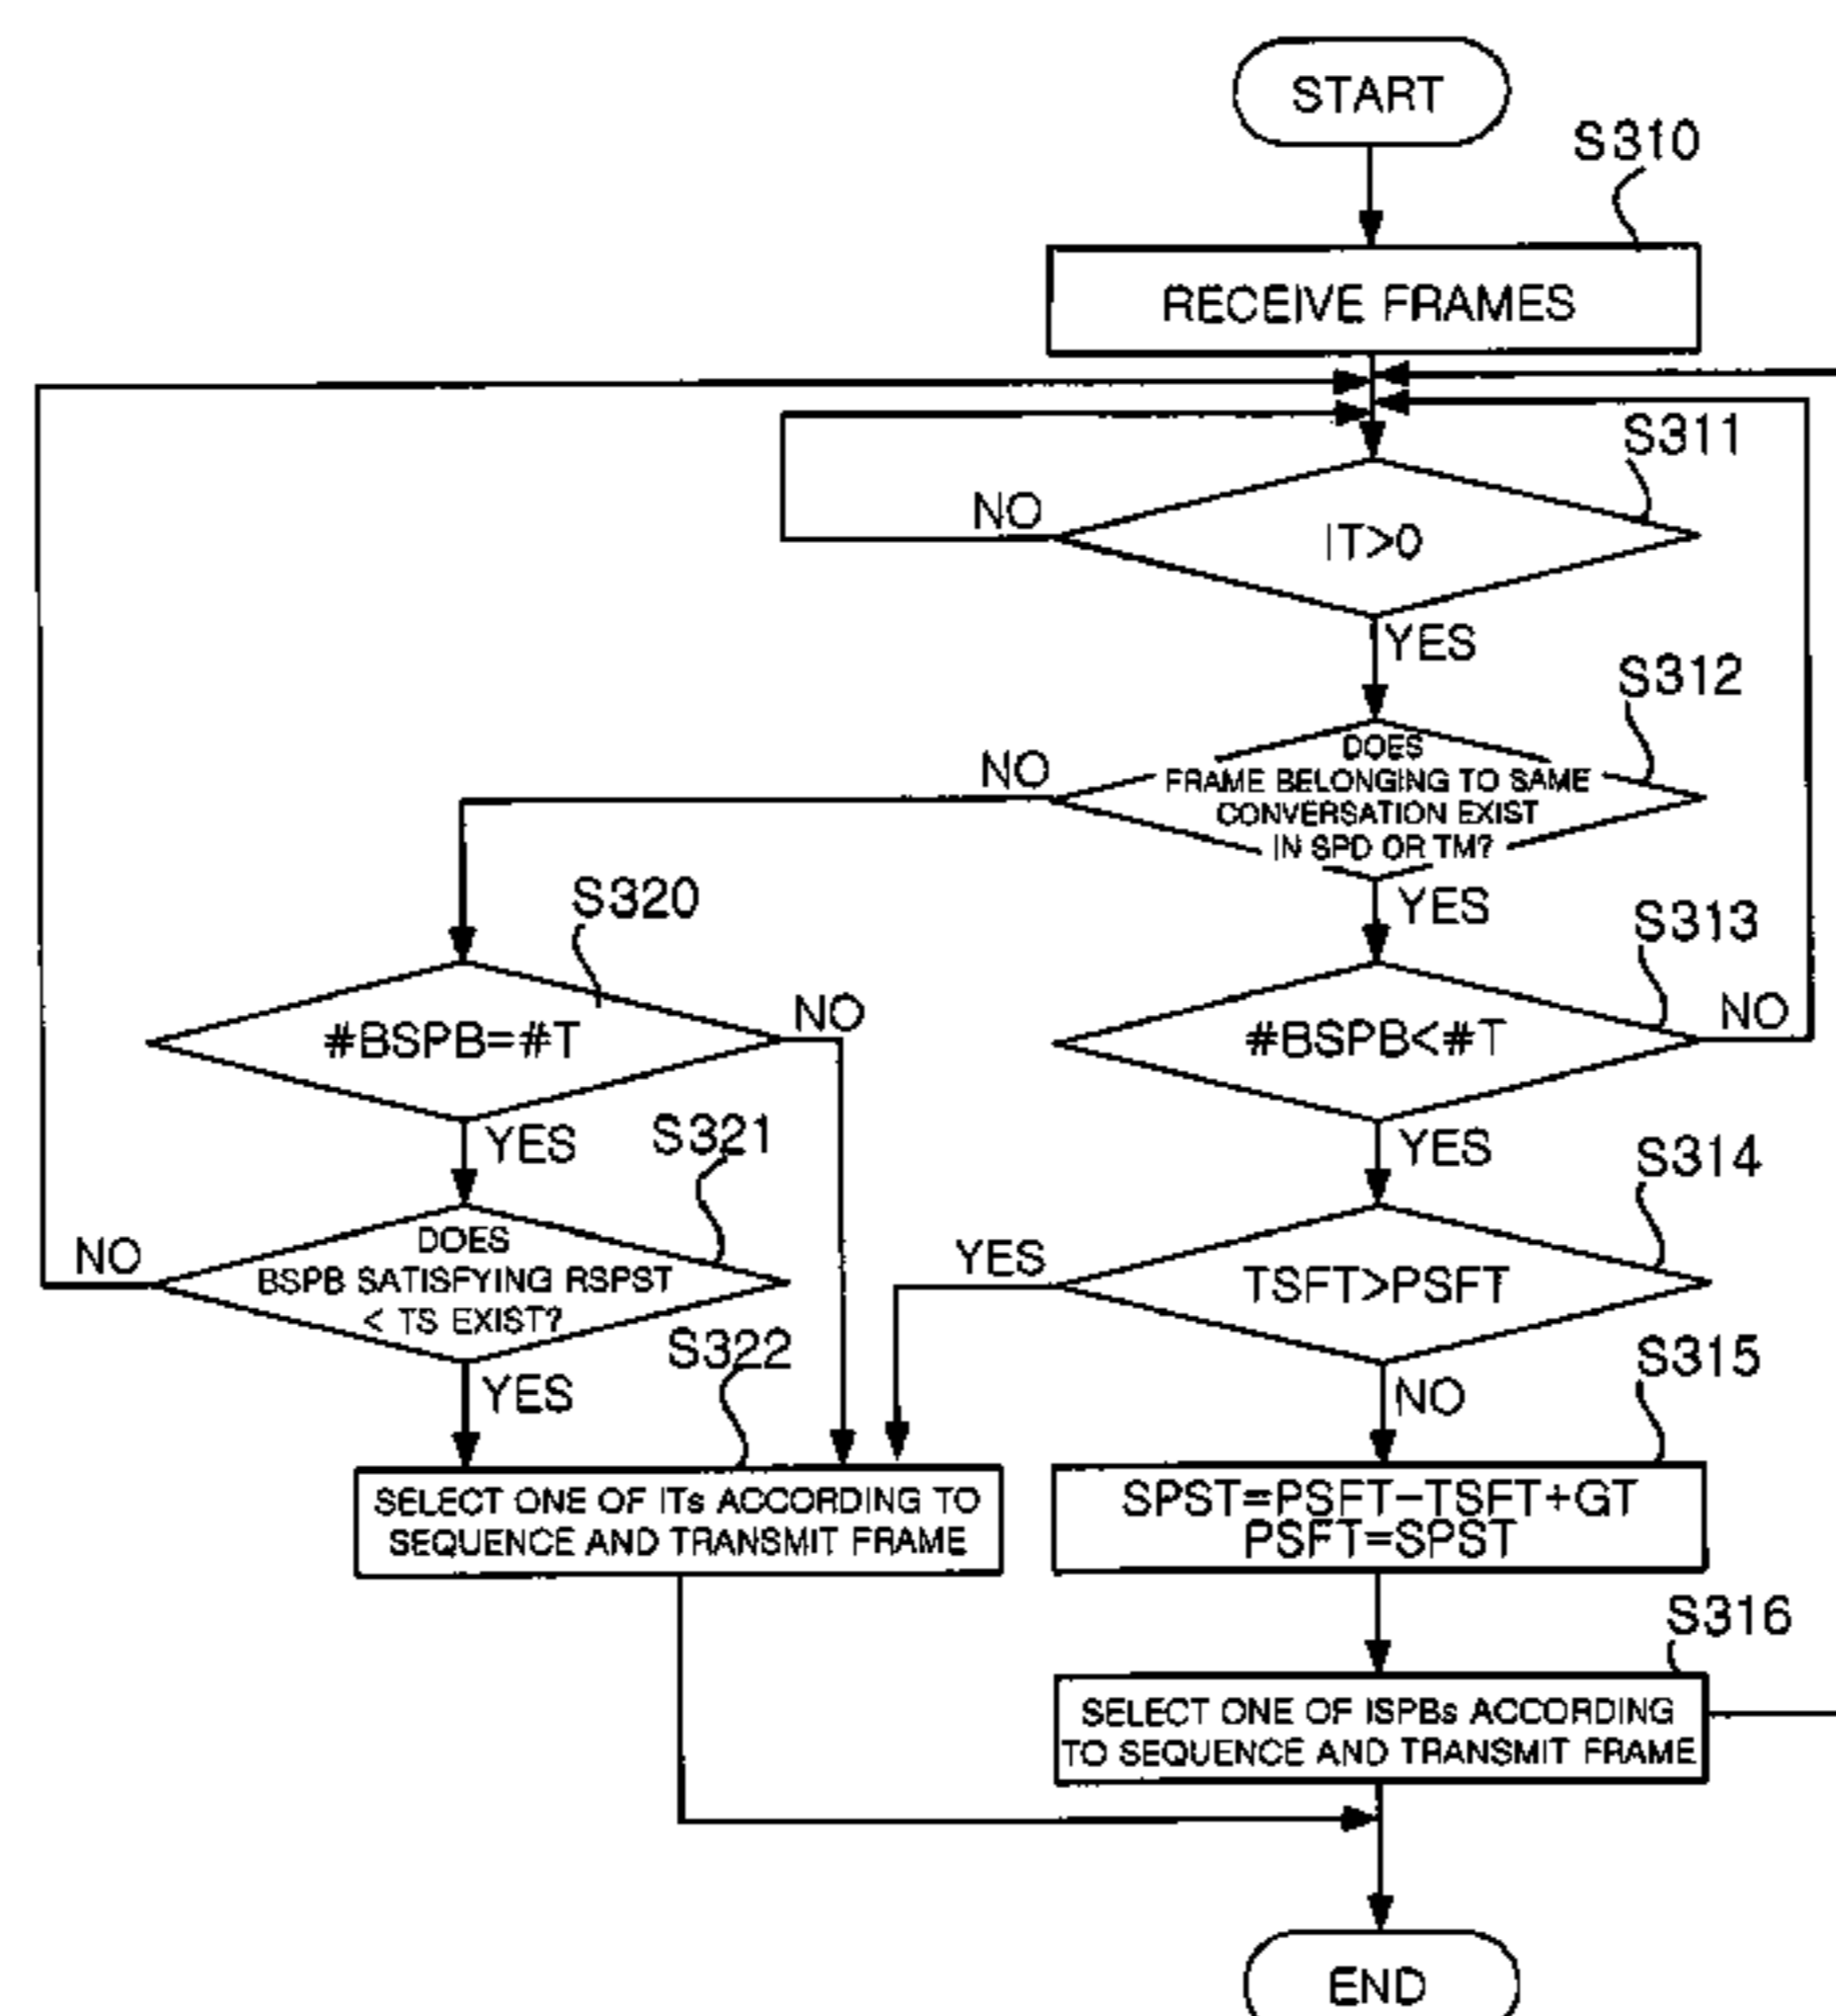 START
S310
RECEIVE FRAMES
S311
NO
IT>0
YES
S312
NO
DOES
FRAME BELONGING TO SAME
CONVERSATION EXIST
IN SPD OR TM?
YES
S320
S313
#BSPB=#T
NO
#BSPB<#T
NO
YES
S321
YES
S314
NO
DOES
BSPB SATISFYING RSPST
< TS EXIST?
YES
TSFT>PSFT
S322
S315
YES
NO
SELECT ONE OF ITs ACCORDING TO
SEQUENCE AND TRANSMIT FRAME
SPST=PSFT-TSFT+GT
PSFT=SPST
S316
SELECT ONE OF ISPBs ACCORDING
TO SEQUENCE AND TRANSMIT FRAME
END